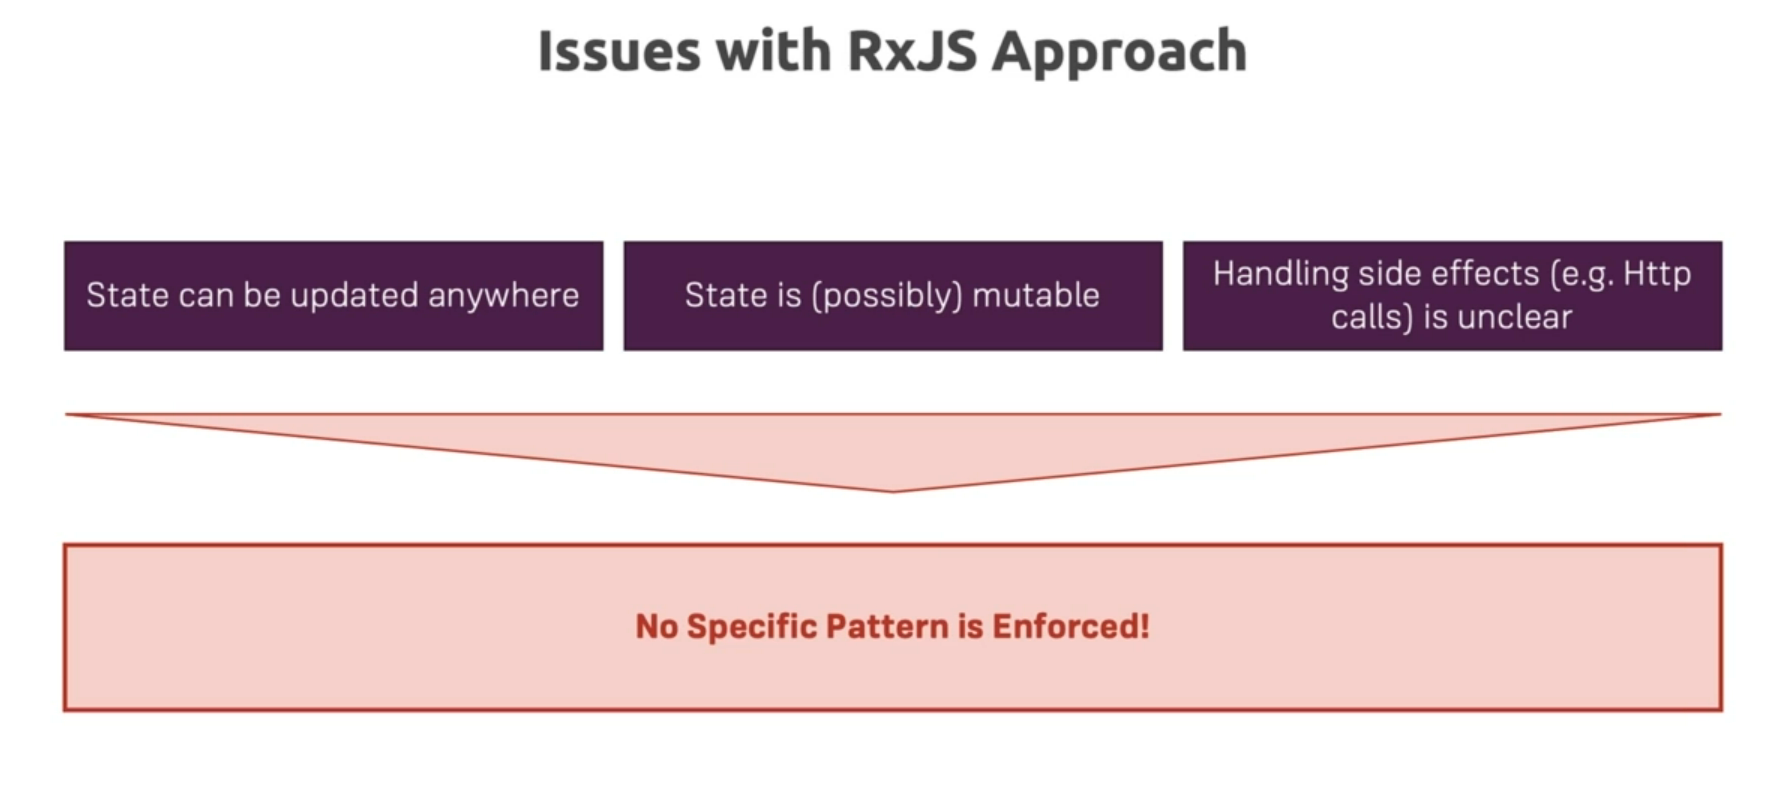 Issues with RxJS Approach
State can be updated anywhere
State is (possibly) mutable
Handling side effects (e.g. Http
calls) is unclear
No Specific Pattern is Enforced!